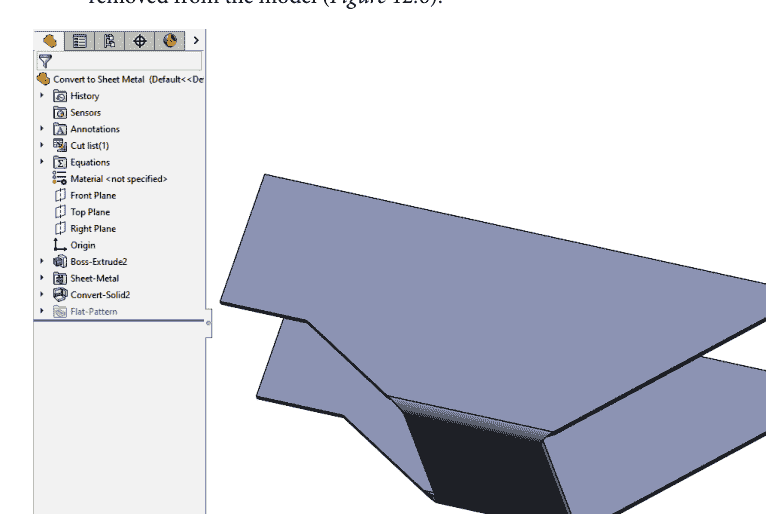 removed from the model (Figure 12.6).
Convert to Sheet Metal (Default<<De
History
Sensors
Annotations
Cut list(1)
Equations
Material <not specified>
Front Plane
Top Plane
Right Plane
Origin
Boss-Extrude2
Sheet-Metal
Convert-Solid2
Flat-Pattern